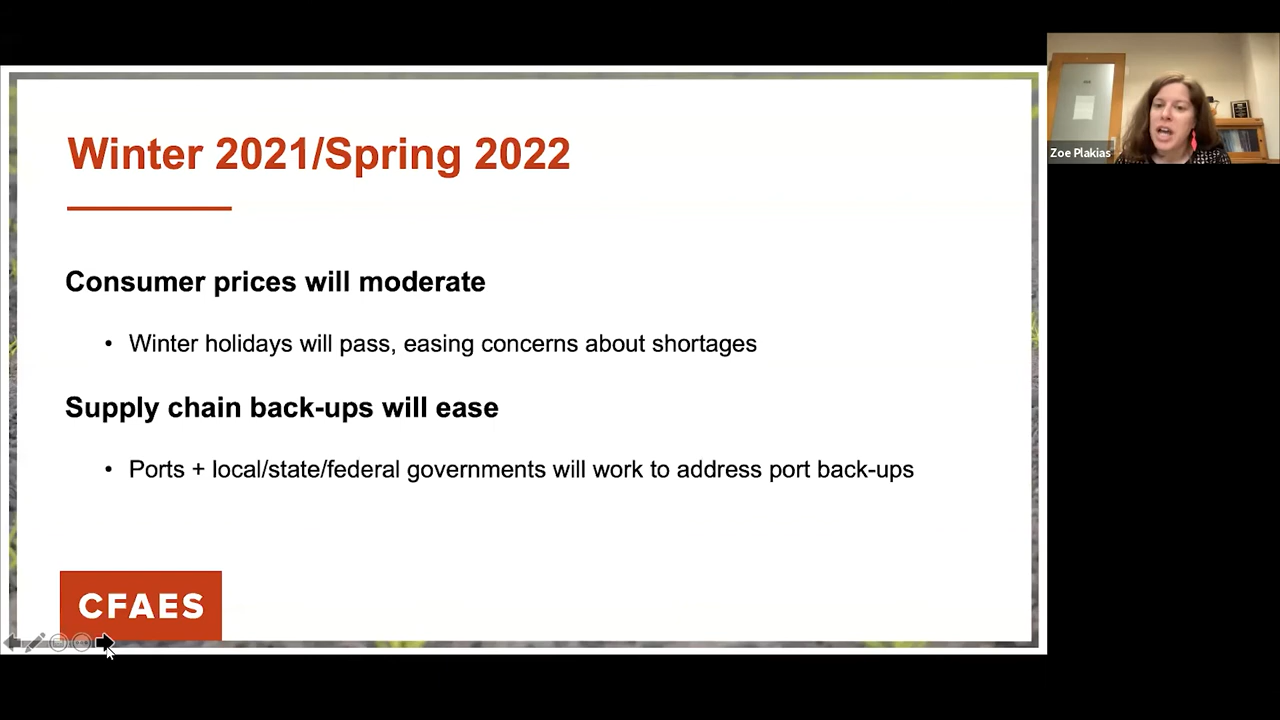 Winter 2021/Spring 2022
Consumer prices will moderate
• Winter holidays will pass, easing concerns about shortages
Supply chain back-ups will ease
• Ports + local/state/federal governments will work to address port back-ups
CFAES
Zoe Plakias